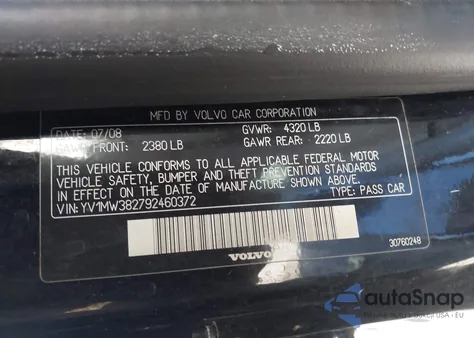 MFD BY VOLVO CAR CORPORATION
DATE: 07/08 GVWR: 4320 LB
GAWR FRONT: 2380 LB GAWR REAR: 2220 LB
THIS VEHICLE CONFORMS TO ALL APPLICABLE FEDERAL MOTOR
VEHICLE SAFETY, BUMPER AND THEFT PREVENTION STANDARDS
IN EFFECT ON THE DATE OF MANUFACTURE SHOWN ABOVE.
VIN: YV1MW382792460372 TYPE: PASS CAR
VOLVO 30760248
autoSnap
USA - EU